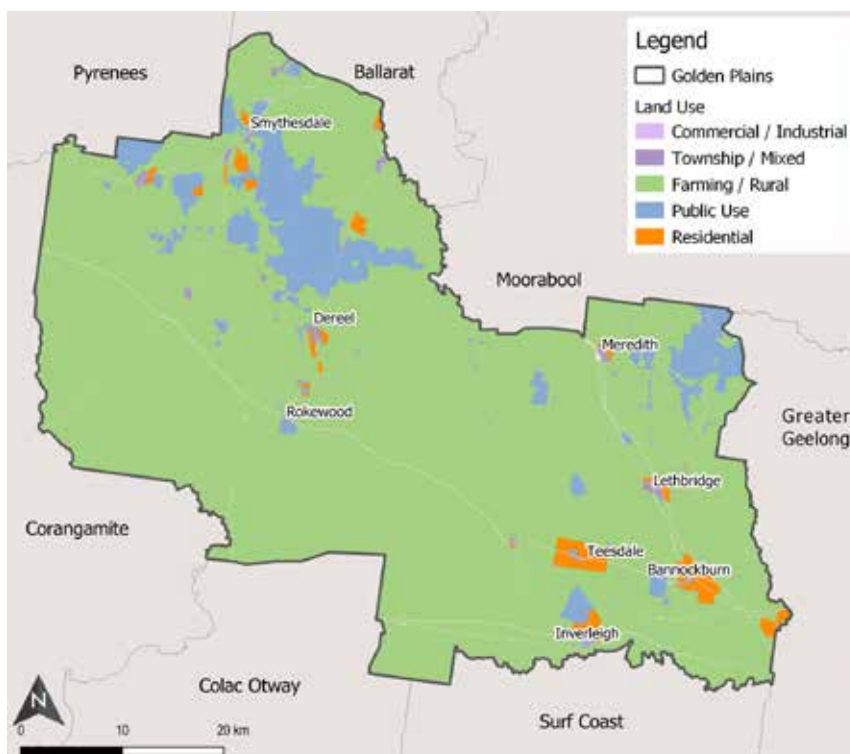 Legend
Golden Plains
Land Use
Commercial / Industrial
Township / Mixed
Farming / Rural
Public Use
Residential
Pyrenees
Ballarat
Smythesdale
Moorabool
Dereel
Meredith
Rokewood
Greater
Geelong
Lethbridge
Corangamite
Teesdale
Bannockburn
Inverleigh
Colac Otway
Surf Coast
N
0 10 20 km